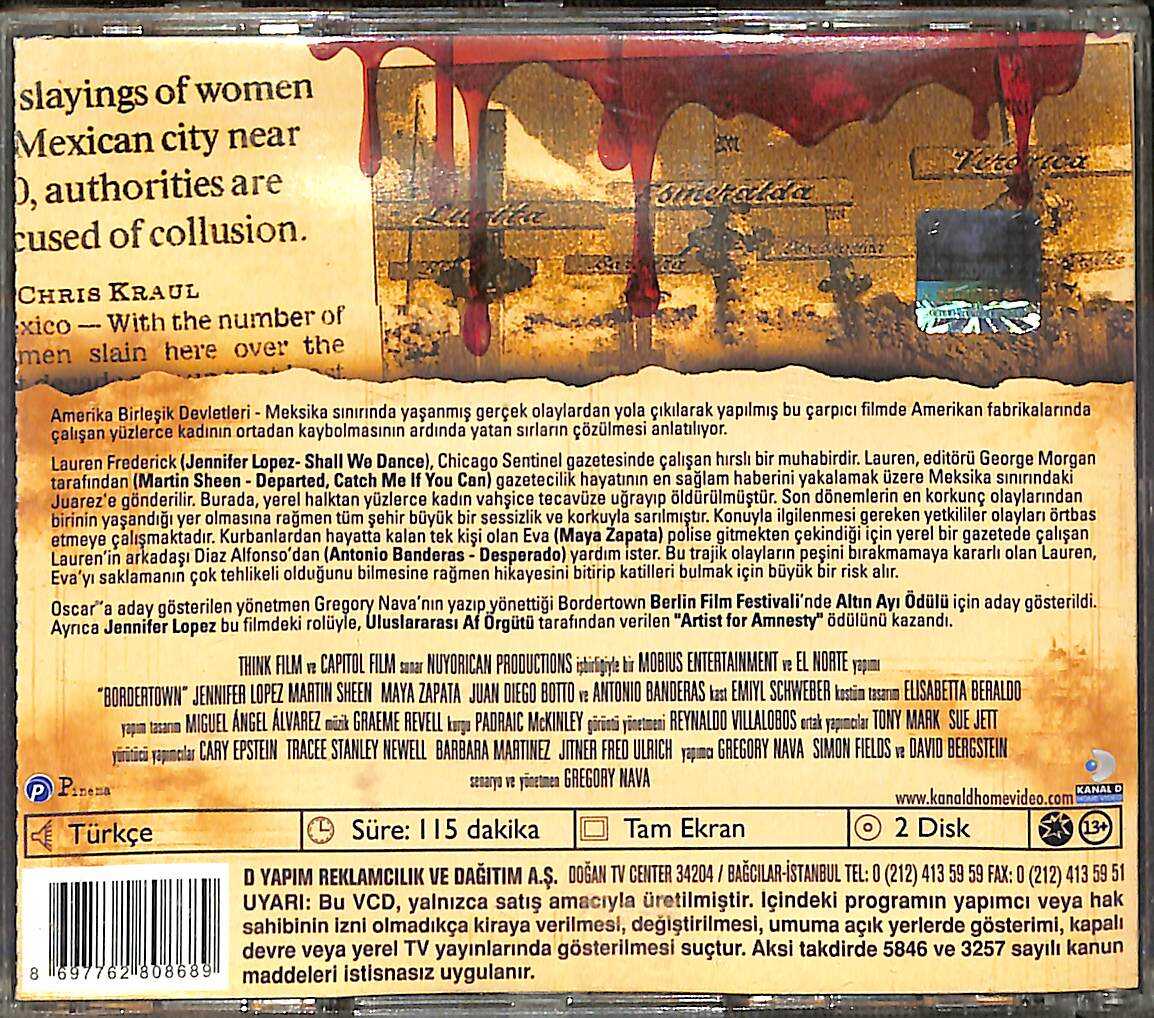 slayings of women
Mexican city near
), authorities are
cused of collusion.
CHRIS KRAUL
xico — With the number of
men slain here over the
Lucita
Esmeralda
Veronica
Amerika Birleşik Devletleri - Meksika sınırında yaşanmış gerçek olaylardan yola çıkılarak yapılmış bu çarpıcı filmde Amerikan fabrikalarında
çalışan yüzlerce kadının ortadan kaybolmasının ardında yatan sırların çözülmesi anlatılıyor.
Lauren Frederick (Jennifer Lopez- Shall We Dance), Chicago Sentinel gazetesinde çalışan hırslı bir muhabirdir. Lauren, editörü George Morgan
tarafından (Martin Sheen - Departed, Catch Me If You Can) gazetecilik hayatının en sağlam haberini yakalamak üzere Meksika sınırındaki
Juarez'e gönderilir. Burada, yerel halktan yüzlerce kadın vahşice tecavüze uğrayıp öldürülmüştür. Son dönemlerin en korkunç olaylarından
birinin yaşandığı yer olmasına rağmen tüm şehir büyük bir sessizlik ve korkuyla sarılmıştır. Konuyla ilgilenmesi gereken yetkililer olayları örtbas
etmeye çalışmaktadır. Kurbanlardan hayatta kalan tek kişi olan Eva (Maya Zapata) polise gitmekten çekindiği için yerel bir gazetede çalışan
Lauren'in arkadaşı Diaz Alfonso'dan (Antonio Banderas - Desperado) yardım ister. Bu trajik olayların peşini bırakmamaya kararlı olan Lauren,
Eva'yı saklamanın çok tehlikeli olduğunu bilmesine rağmen hikayesini bitirip katilleri bulmak için büyük bir risk alır.
Oscar"a aday gösterilen yönetmen Gregory Nava'nın yazıp yönettiği Bordertown Berlin Film Festivali'nde Altın Ayı Ödülü için aday gösterildi.
Ayrıca Jennifer Lopez bu filmdeki rolüyle, Uluslararası Af Örgütü tarafından verilen "Artist for Amnesty" ödülünü kazandı.
THINK FILM ve CAPITOL FILM sunar NUYORICAN PRODUCTIONS işbirliğiyle bir MOBIUS ENTERTAINMENT ve EL NORTE yapımı
"BORDERTOWN" JENNIFER LOPEZ MARTIN SHEEN MAYA ZAPATA JUAN DIEGO BOTTO ve ANTONIO BANDERAS kast EMIYL SCHWEBER kostüm tasarım ELISABETTA BERALDO
yapım tasarım MIGUEL ÁNGEL ÁLVAREZ müzik GRAEME REVELL kurgu PADRAIC McKINLEY görüntü yönetmeni REYNALDO VILLALOBOS ortak yapımcılar TONY MARK SUE JETT
yürütücü yapımcılar CARY EPSTEIN TRACEE STANLEY NEWELL BARBARA MARTINEZ JITNER FRED ULRICH yapımcı GREGORY NAVA SIMON FIELDS ve DAVID BERGSTEIN
senaryo ve yönetmen GREGORY NAVA
P Pinema
www.kanaldhomevideo.com
KANAL D
HOME VIDEO
Türkçe
Süre: 115 dakika
Tam Ekran
2 Disk
13+
D YAPIM REKLAMCILIK VE DAĞITIM A.Ş. DOĞAN TV CENTER 34204 / BAĞCILAR-İSTANBUL TEL: 0 (212) 413 59 59 FAX: 0 (212) 413 59 51
UYARI: Bu VCD, yalnızca satış amacıyla üretilmiştir. Içindeki programın yapımcı veya hak
sahibinin izni olmadıkça kiraya verilmesi, değiştirilmesi, umuma açık yerlerde gösterimi, kapalı
devre veya yerel TV yayınlarında gösterilmesi suçtur. Aksi takdirde 5846 ve 3257 sayılı kanun
maddeleri istisnasız uygulanır.
8 697762 808689